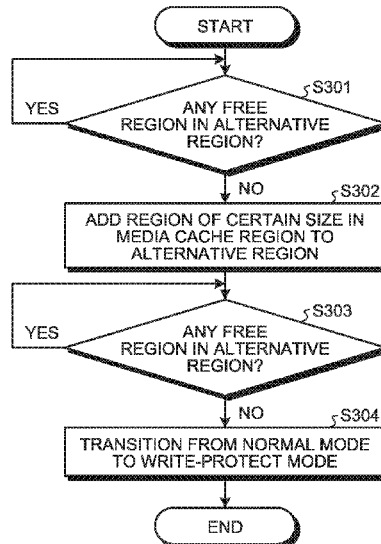 START
S301
ANY FREE
REGION IN ALTERNATIVE
REGION?
YES
NO
S302
ADD REGION OF CERTAIN SIZE IN
MEDIA CACHE REGION TO
ALTERNATIVE REGION
S303
ANY FREE
REGION IN ALTERNATIVE
REGION?
YES
NO
S304
TRANSITION FROM NORMAL MODE
TO WRITE-PROTECT MODE
END